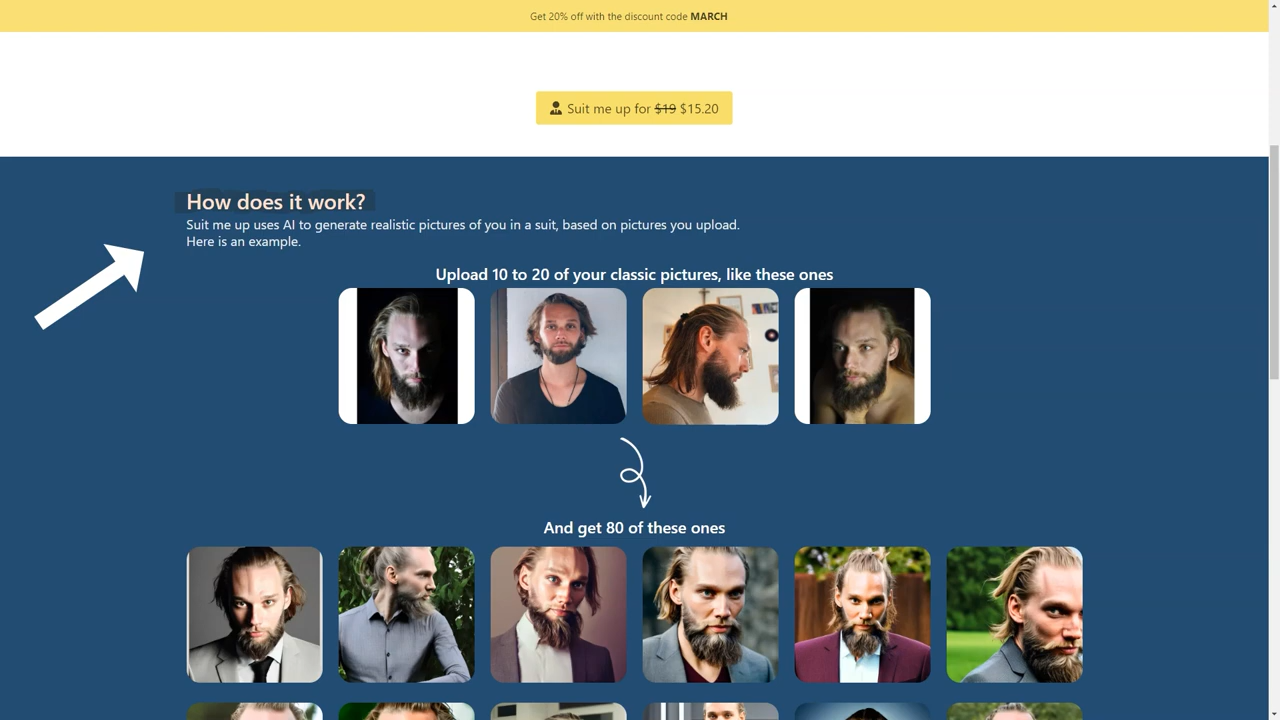 Get 20% off with the discount code MARCH
Suit me up for $19 $15.20
How does it work?
Suit me up uses AI to generate realistic pictures of you in a suit, based on pictures you upload.
Here is an example.
Upload 10 to 20 of your classic pictures, like these ones
And get 80 of these ones